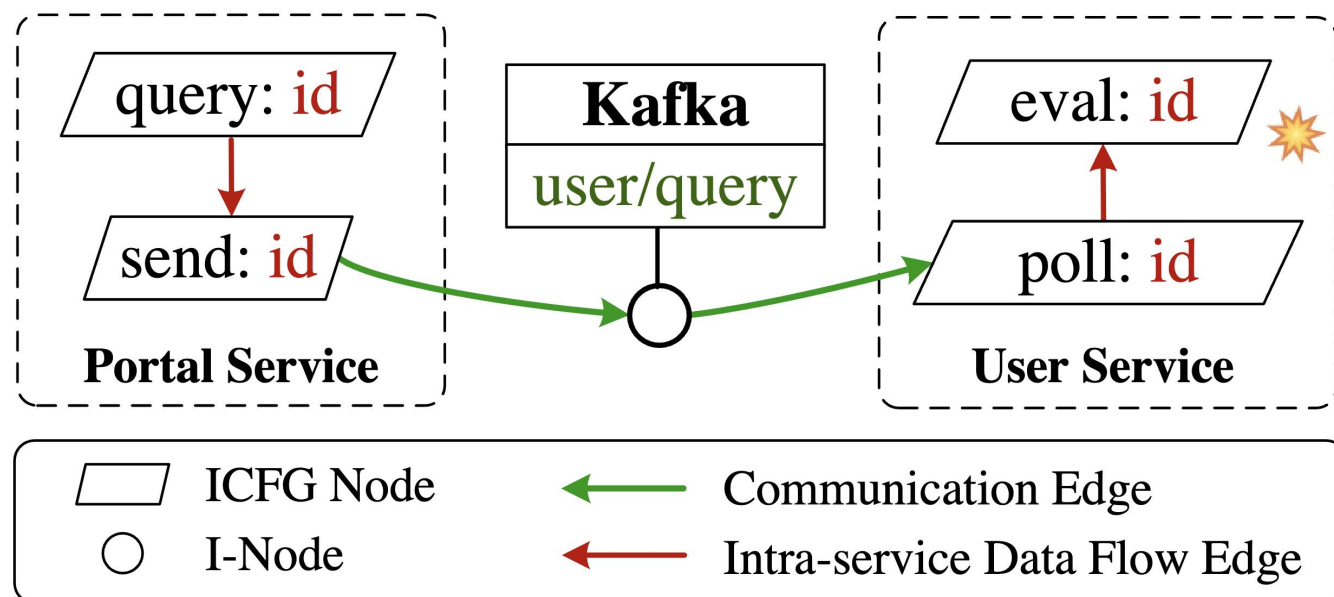 query: id
send: id
Portal Service
Kafka
user/query
eval: id
poll: id
User Service
ICFG Node
Communication Edge
I-Node
Intra-service Data Flow Edge